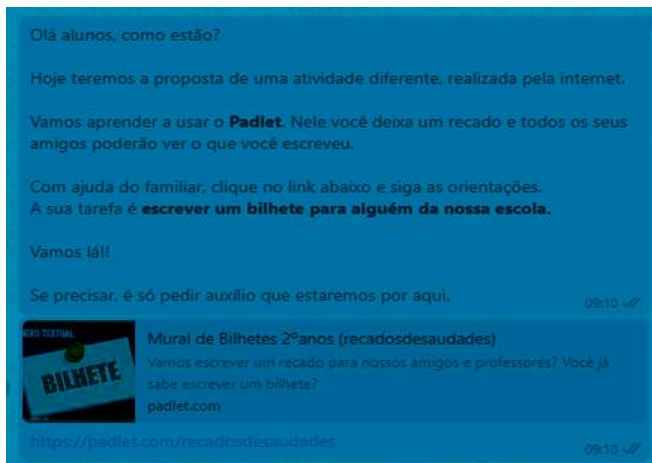 Olá alunos, como estão?
Hoje teremos a proposta de uma atividade diferente, realizada pela internet.
Vamos aprender a usar o Padlet. Nele você deixa um recado e todos os seus
amigos poderão ver o que você escreveu.
Com ajuda do familiar, clique no link abaixo e siga as orientações.
A sua tarefa é escrever um bilhete para alguém da nossa escola.
Vamos lá!!
Se precisar, é só pedir auxílio que estaremos por aqui.
09:10
ERO TEXTUAL
BILHETE
Mural de Bilhetes 2ºanos (recadosdesaudades)
Vamos escrever um recado para nossos amigos e professores? Você já
sabe escrever um bilhete?
padlet.com
https://padlet.com/recadosdesaudades
09:10